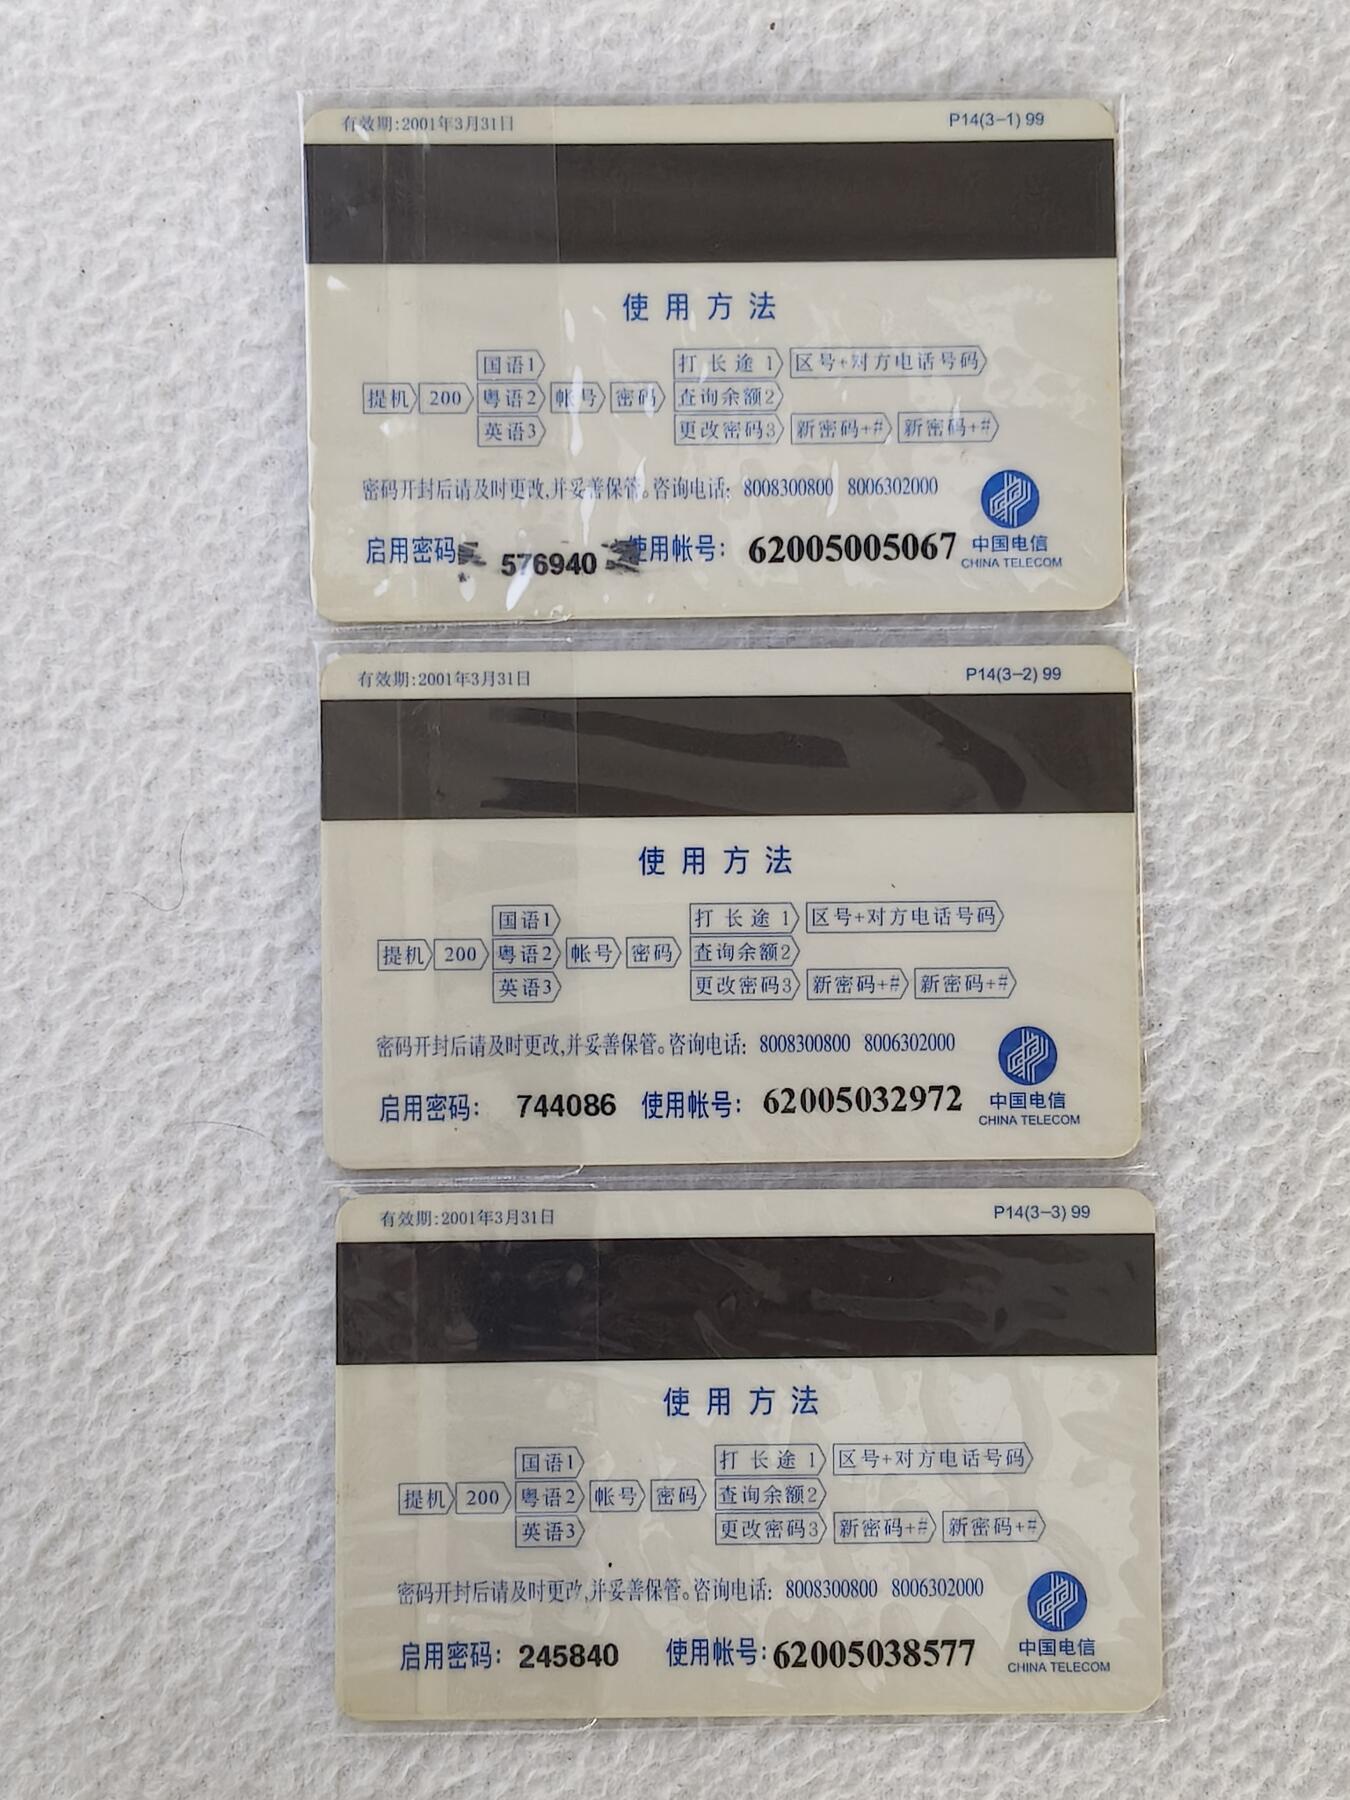 有效期:2001年3月31日 P14(3-1) 99
使用方法
国语1 打长途1 区号+对方电话号码
提机 200 粤语2 帐号 密码 查询余额2
英语3 更改密码3 新密码+# 新密码+#
密码开封后请及时更改,并妥善保管。咨询电话: 8008300800 8006302000
启用密码 576940 使用帐号: 62005005067 中国电信
CHINA TELECOM
有效期:2001年3月31日 P14(3-2) 99
使用方法
国语1 打长途1 区号+对方电话号码
提机 200 粤语2 帐号 密码 查询余额2
英语3 更改密码3 新密码+# 新密码+#
密码开封后请及时更改,并妥善保管。咨询电话: 8008300800 8006302000
启用密码: 744086 使用帐号: 62005032972 中国电信
CHINA TELECOM
有效期:2001年3月31日 P14(3-3) 99
使用方法
国语1 打长途1 区号+对方电话号码
提机 200 粤语2 帐号 密码 查询余额2
英语3 更改密码3 新密码+# 新密码+#
密码开封后请及时更改,并妥善保管。咨询电话: 8008300800 8006302000
启用密码: 245840 使用帐号: 62005038577 中国电信
CHINA TELECOM